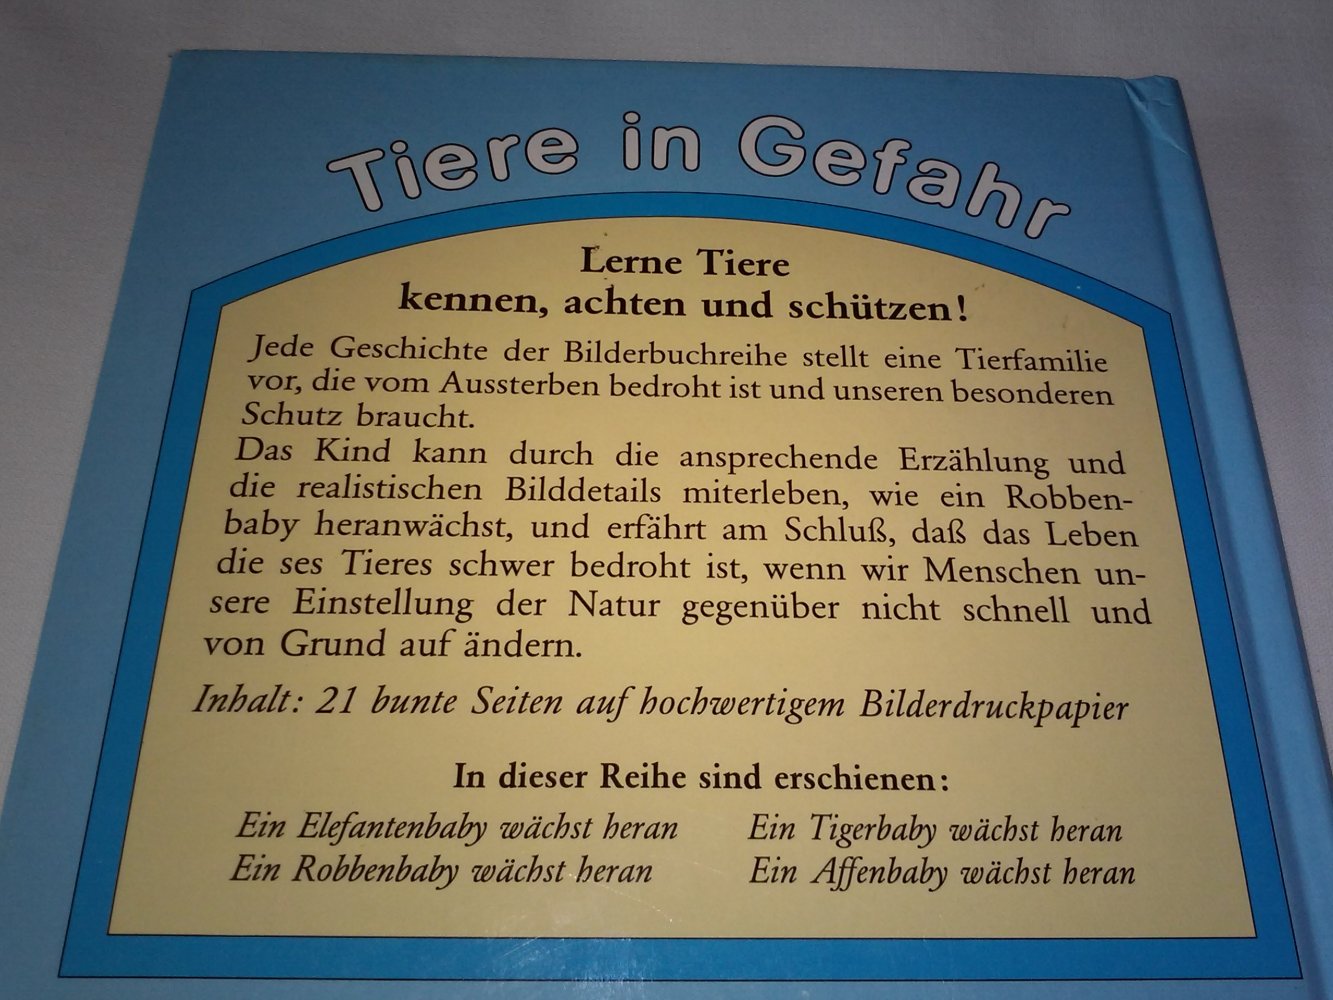 Tiere in Gefahr
Lerne Tiere
kennen, achten und schützen!
Jede Geschichte der Bilderbuchreihe stellt eine Tierfamilie
vor, die vom Aussterben bedroht ist und unseren besonderen
Schutz braucht.
Das Kind kann durch die ansprechende Erzählung und
die realistischen Bilddetails miterleben, wie ein Robben-
baby heranwächst, und erfährt am Schluß, daß das Leben
die ses Tieres schwer bedroht ist, wenn wir Menschen un-
sere Einstellung der Natur gegenüber nicht schnell und
von Grund auf ändern.
Inhalt: 21 bunte Seiten auf hochwertigem Bilderdruckpapier
In dieser Reihe sind erschienen:
Ein Elefantenbaby wächst heran Ein Tigerbaby wächst heran
Ein Robbenbaby wächst heran Ein Affenbaby wächst heran